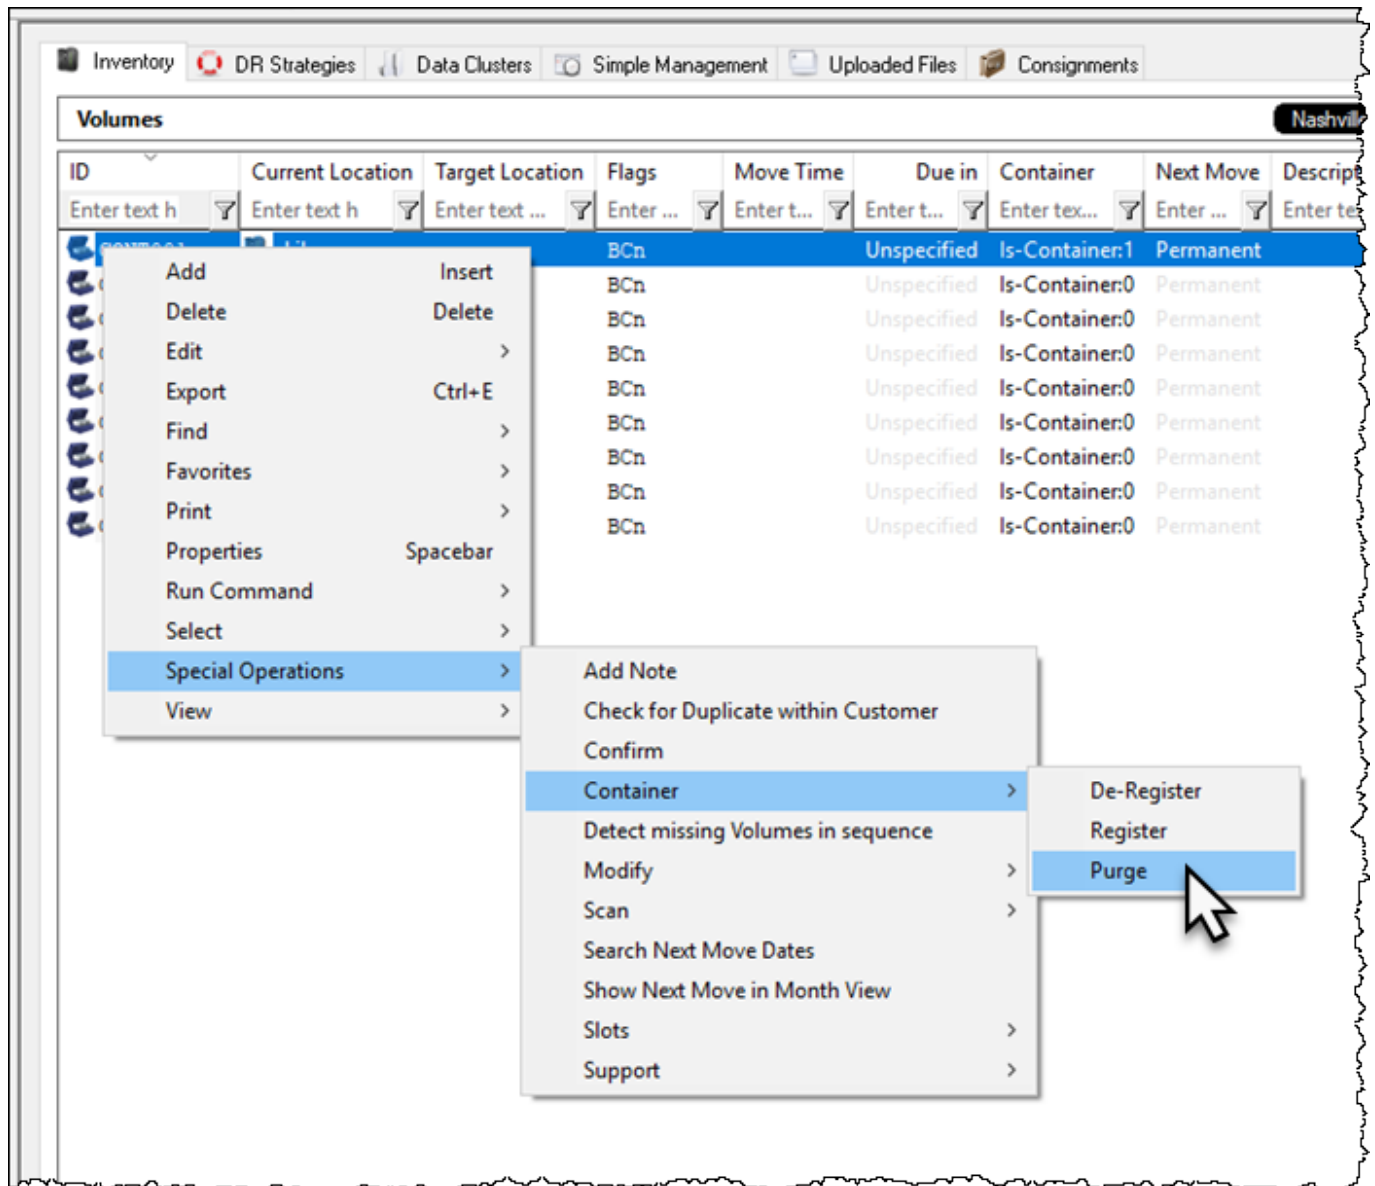 Inventory DR Strategies Data Clusters Simple Management Uploaded Files Consignments
Volumes
ID Current Location Target Location Flags Move Time Due in Container Next Move
Enter text h Enter text h Enter text ... Enter ... Enter t... Enter t... Enter tex... Enter ...
BCn Unspecified Is-Container:1 Permanent
BCn Unspecified Is-Container:0 Permanent
BCn Unspecified Is-Container:0 Permanent
BCn Unspecified Is-Container:0 Permanent
BCn Unspecified Is-Container:0 Permanent
BCn Unspecified Is-Container:0 Permanent
BCn Unspecified Is-Container:0 Permanent
BCn Unspecified Is-Container:0 Permanent
BCn Unspecified Is-Container:0 Permanent
Add Insert
Delete Delete
Edit
Export Ctrl+E
Find
Favorites
Print
Properties Spacebar
Run Command
Select
Special Operations
View
Add Note
Check for Duplicate within Customer
Confirm
Container
Detect missing Volumes in sequence
Modify
Scan
Search Next Move Dates
Show Next Move in Month View
Slots
Support
De-Register
Register
Purge